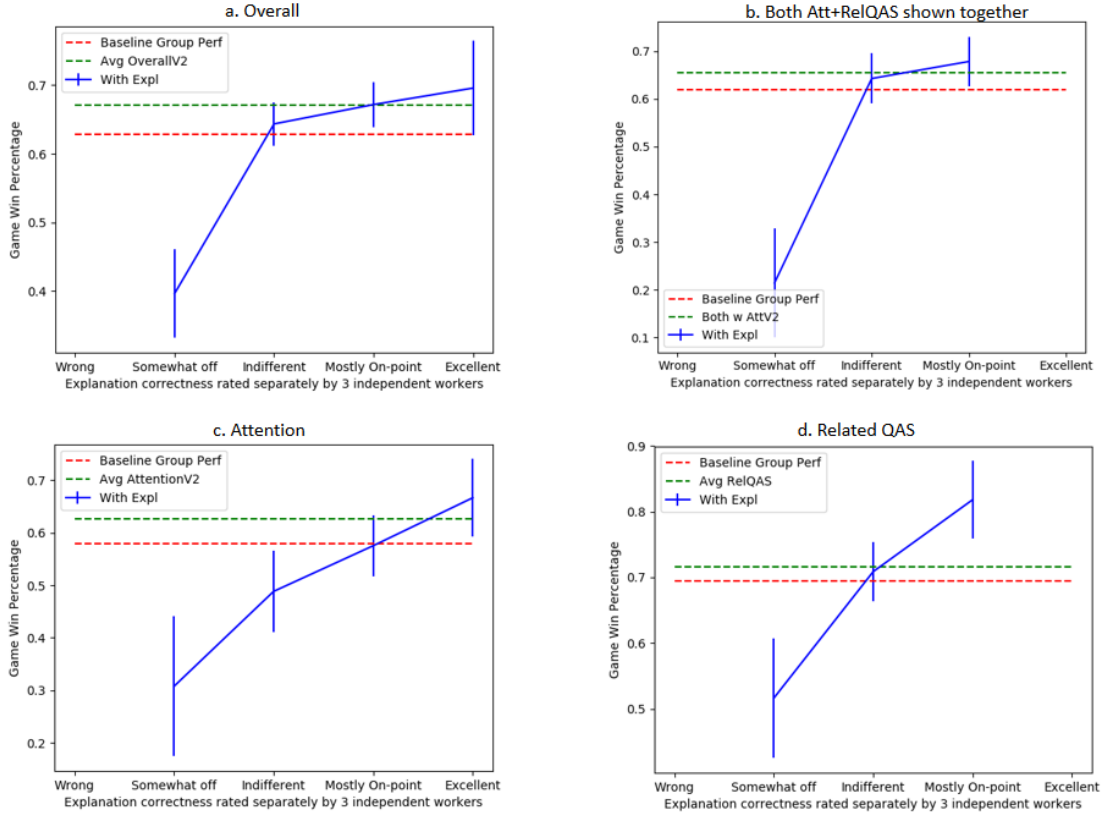 a. Overall
Baseline Group Perf
Avg OverallV2
With Expl
0.7
0.6
0.5
0.4
Game Win Percentage
Wrong Somewhat off Indifferent Mostly On-point Excellent
Explanation correctness rated separately by 3 independent workers
b. Both Att+RelQAS shown together
0.7
0.6
0.5
0.4
0.3
0.2
0.1
Game Win Percentage
Baseline Group Perf
Both w AttV2
With Expl
Wrong Somewhat off Indifferent Mostly On-point Excellent
Explanation correctness rated separately by 3 independent workers
c. Attention
Baseline Group Perf
Avg AttentionV2
With Expl
0.7
0.6
0.5
0.4
0.3
0.2
Game Win Percentage
Wrong Somewhat off Indifferent Mostly On-point Excellent
Explanation correctness rated separately by 3 independent workers
d. Related QAS
Baseline Group Perf
Avg RelQAS
With Expl
0.9
0.8
0.7
0.6
0.5
Game Win Percentage
Wrong Somewhat off Indifferent Mostly On-point Excellent
Explanation correctness rated separately by 3 independent workers